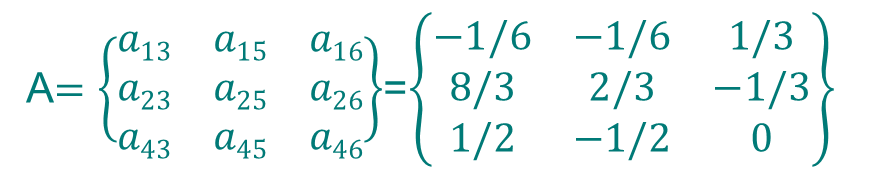 a₁₃ a₁₅ a₁₆ −1/6 −1/6 1/3
A= { a₂₃ a₂₅ a₂₆ } = { 8/3 2/3 −1/3 }
a₄₃ a₄₅ a₄₆ 1/2 −1/2 0